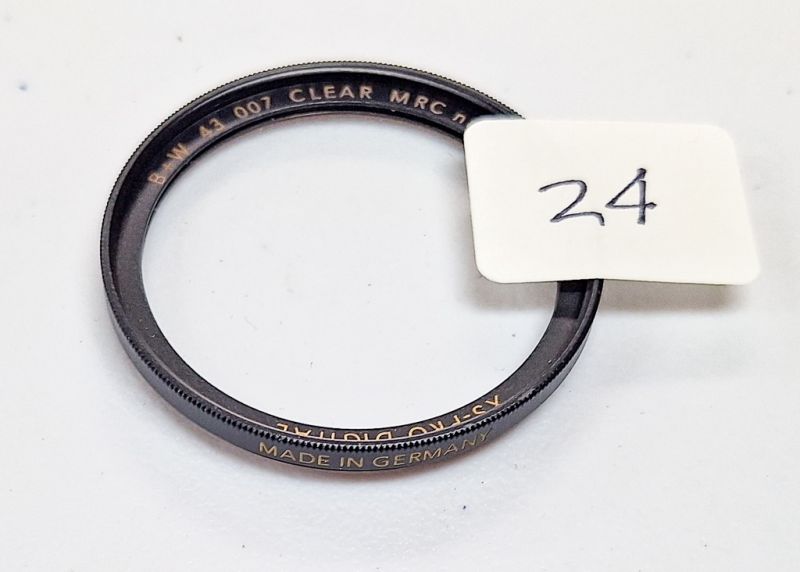 B+W 43 007 CLEAR MRC n
24
XS-PRO DIGITAL
MADE IN GERMANY